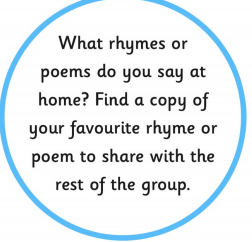 What rhymes or
poems do you say at
home? Find a copy of
your favourite rhyme or
poem to share with the
rest of the group.